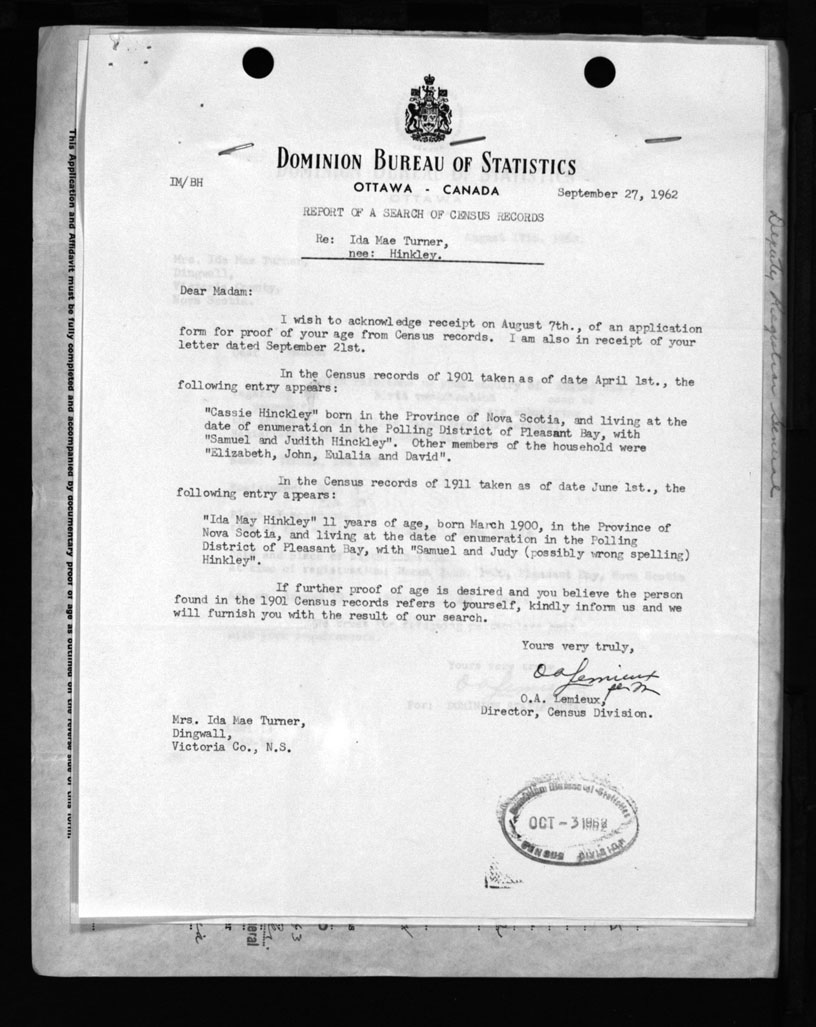 DOMINION BUREAU OF STATISTICS
OTTAWA - CANADA
IM/BH
September 27, 1962
REPORT OF A SEARCH OF CENSUS RECORDS
Re: Ida Mae Turner,
nee: Hinkley.
Dear Madam:
I wish to acknowledge receipt on August 7th., of an application
form for proof of your age from Census records. I am also in receipt of your
letter dated September 21st.
In the Census records of 1901 taken as of date April 1st., the
following entry appears:
"Cassie Hinckley" born in the Province of Nova Scotia, and living at the
date of enumeration in the Polling District of Pleasant Bay, with
"Samuel and Judith Hinckley". Other members of the household were
"Elizabeth, John, Eulalia and David".
In the Census records of 1911 taken as of date June 1st., the
following entry appears:
"Ida May Hinkley" 11 years of age, born March 1900, in the Province of
Nova Scotia, and living at the date of enumeration in the Polling
District of Pleasant Bay, with "Samuel and Judy (possibly wrong spelling)
Hinkley".
If further proof of age is desired and you believe the person
found in the 1901 Census records refers to yourself, kindly inform us and we
will furnish you with the result of our search.
Yours very truly,
OALemieux
per M
O.A. Lemieux,
Director, Census Division.
Mrs. Ida Mae Turner,
Dingwall,
Victoria Co., N.S.
Dominion Bureau of Statistics
OCT - 3 1962
CENSUS DIVISION
This Application and Affidavit must be fully completed and accompanied by documentary proof of age as outlined on the reverse side of this form.
Deputy Registrar General